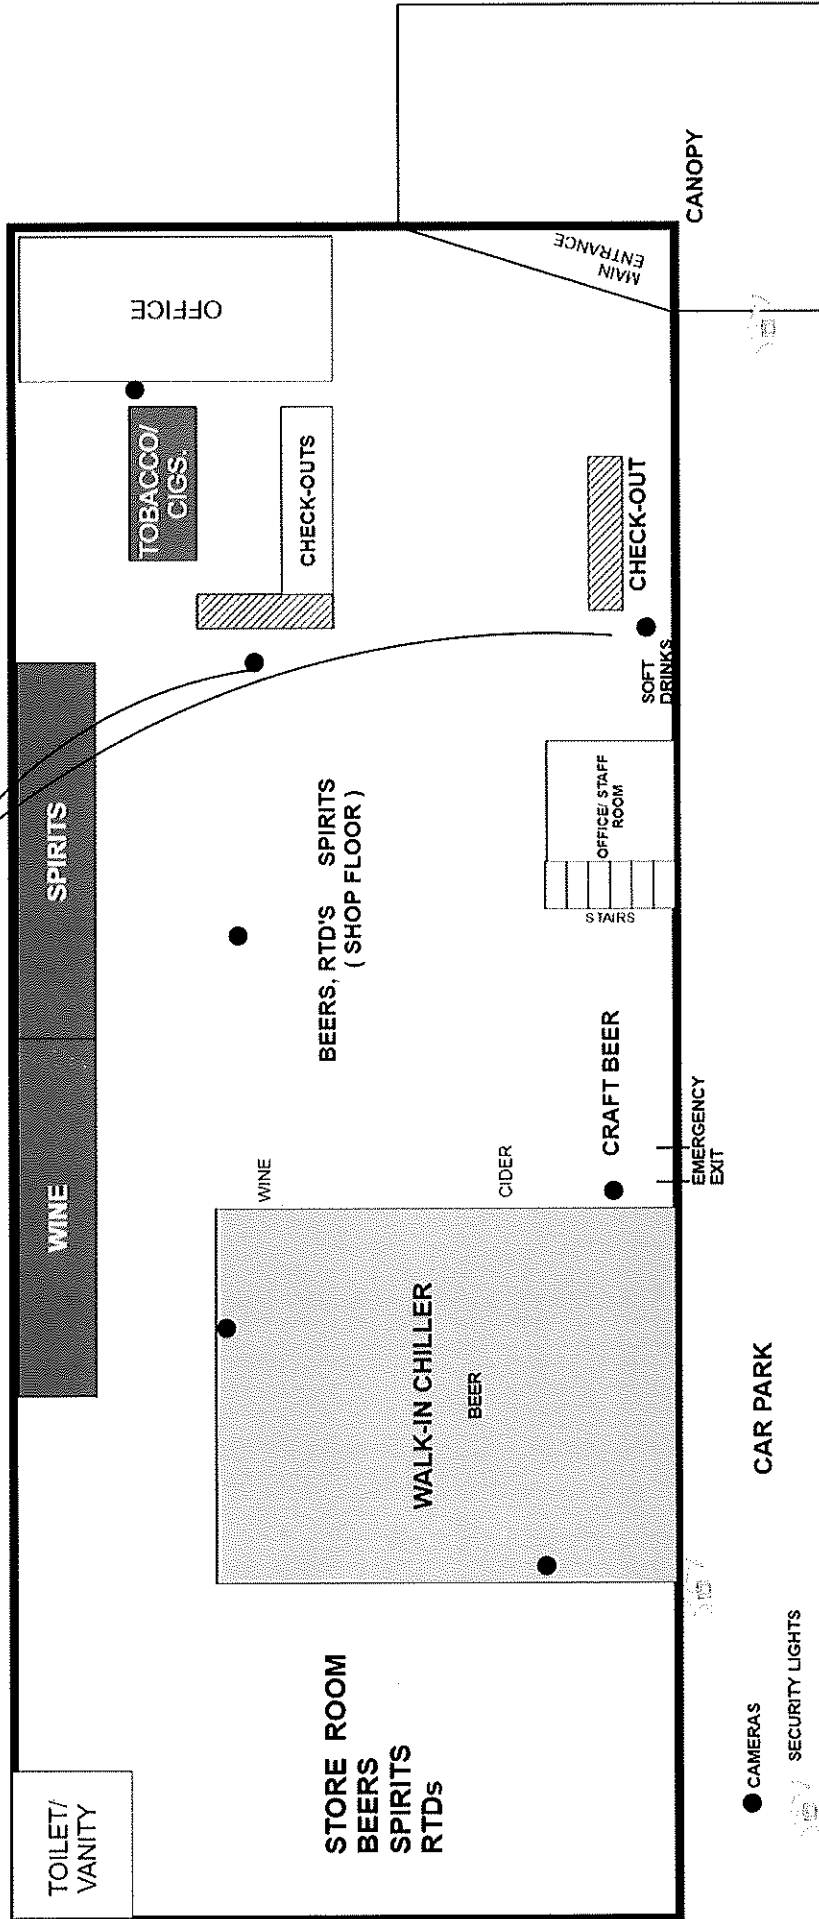 TOILET/
VANITY
STORE ROOM
BEERS
SPIRITS
RTDs
WINE
SPIRITS
WALK-IN CHILLER
BEER
WINE
CIDER
CRAFT BEER
BEERS, RTD'S SPIRITS
( SHOP FLOOR )
STAIRS
OFFICE/ STAFF
ROOM
SOFT
DRINKS
TOBACCO/
CIGS.
CHECK-OUTS
CHECK-OUT
OFFICE
MAIN
ENTRANCE
CANOPY
EMERGENCY
EXIT
CAR PARK
CAMERAS
SECURITY LIGHTS